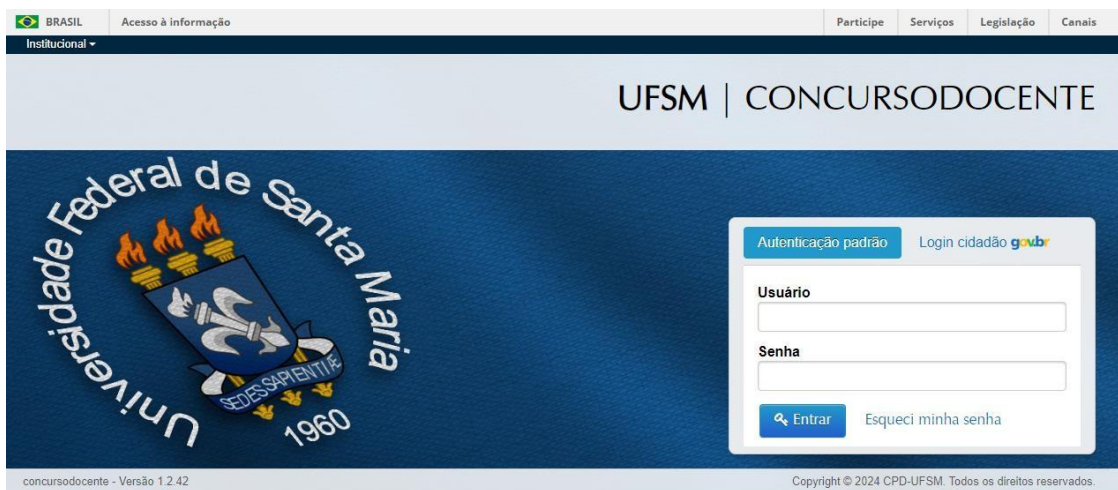 BRASIL Acesso à informação Participe Serviços Legislação Canais
Institucional
UFSM | CONCURSODOCENTE
Universidade Federal de Santa Maria
SEDES SAPIENTIÆ
1960
Autenticação padrão Login cidadão gov.br
Usuário
Senha
Entrar Esqueci minha senha
concursodocente - Versão 1.2.42 Copyright © 2024 CPD-UFSM. Todos os direitos reservados.